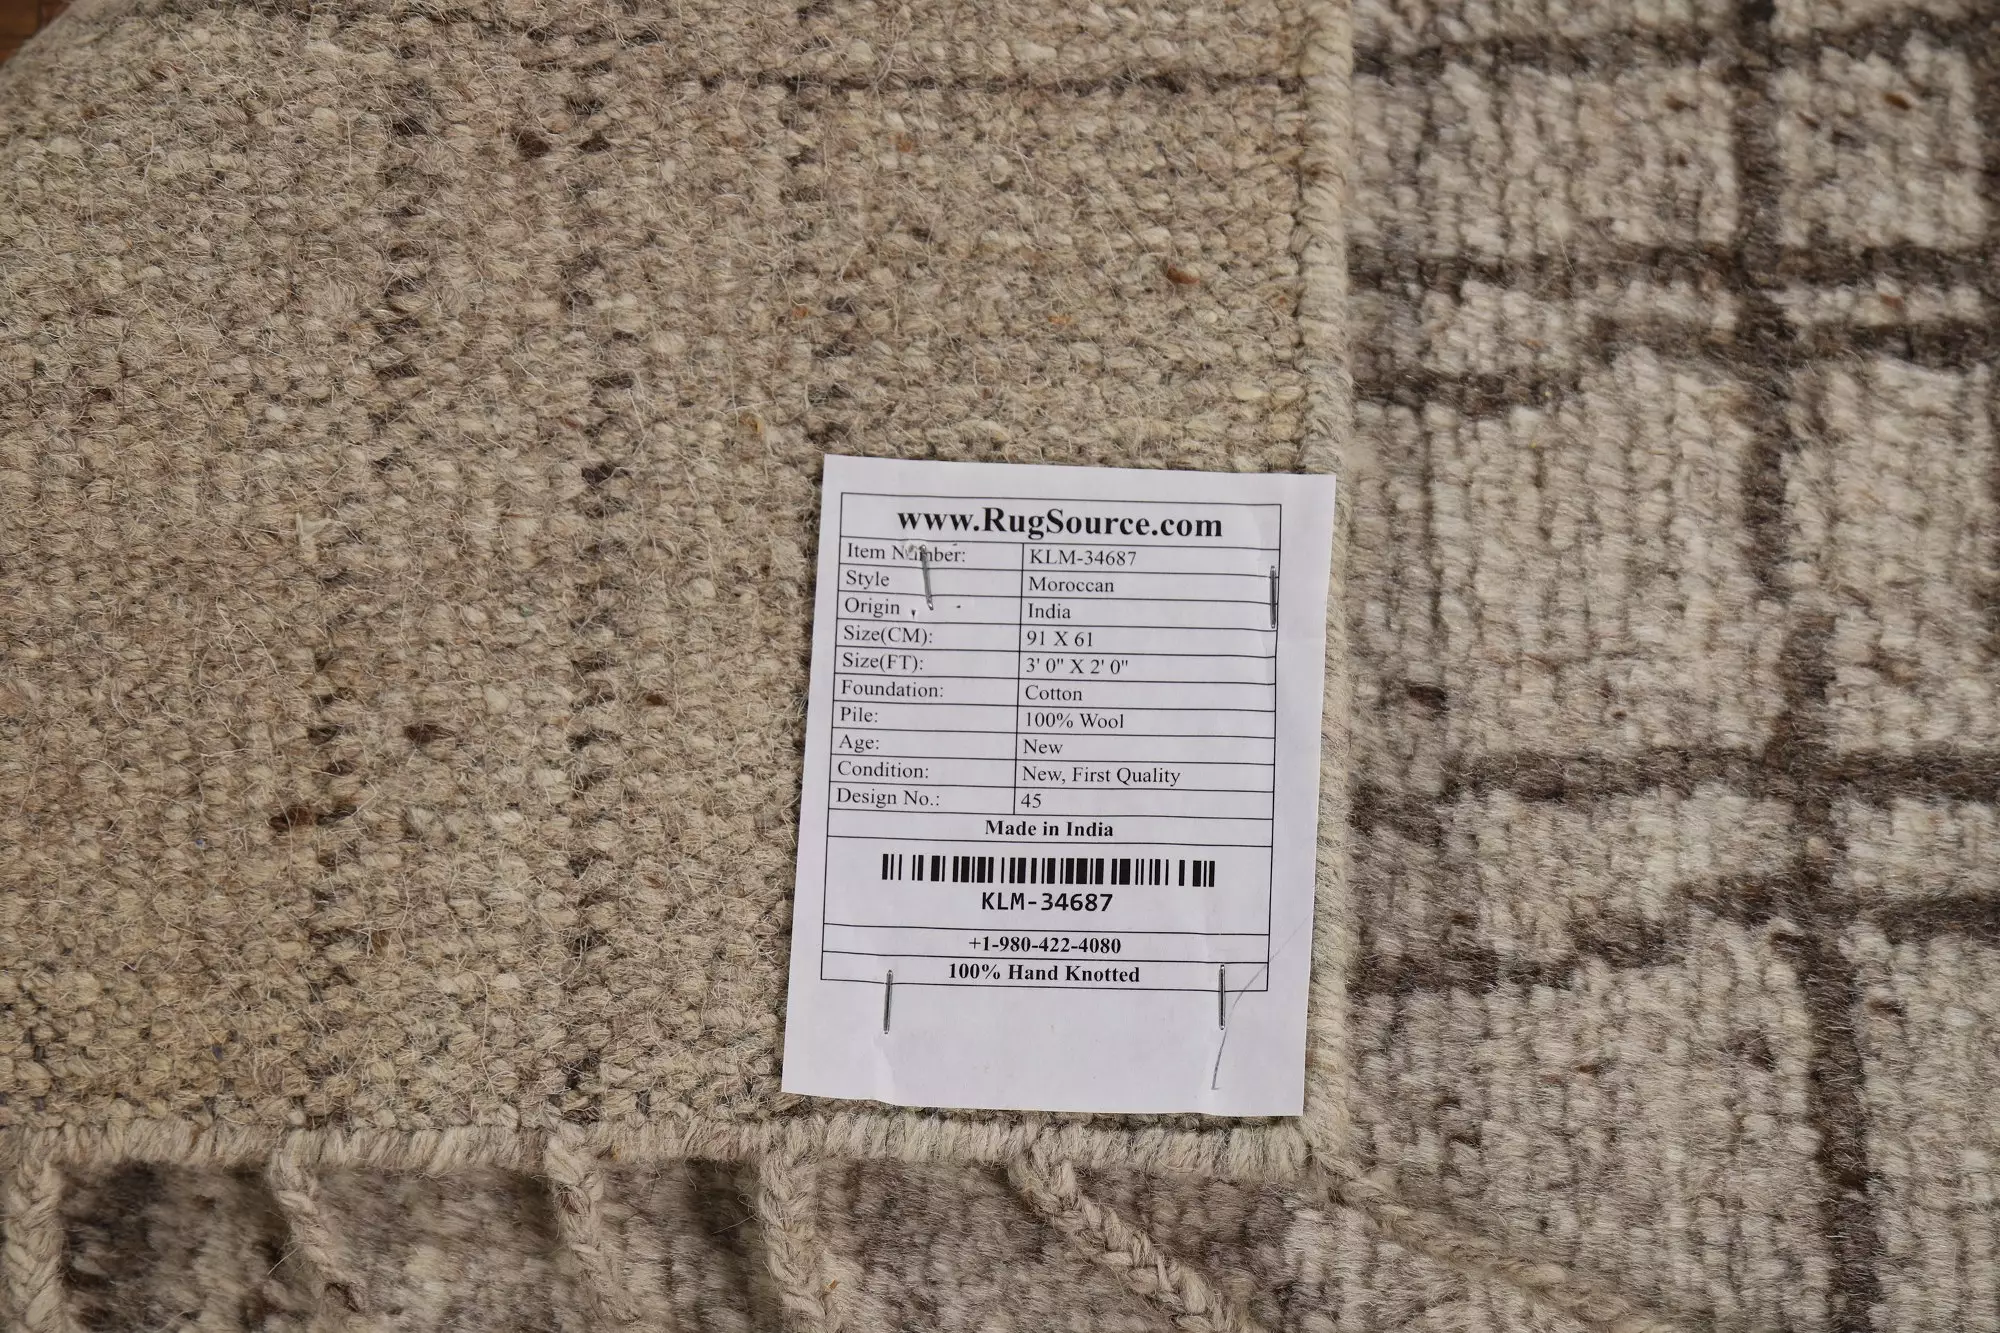 www.RugSource.com
Item Number: KLM-34687
Style Moroccan
Origin India
Size(CM): 91 X 61
Size(FT): 3' 0" X 2' 0"
Foundation: Cotton
Pile: 100% Wool
Age: New
Condition: New, First Quality
Design No.: 45
Made in India
KLM-34687
+1-980-422-4080
100% Hand Knotted